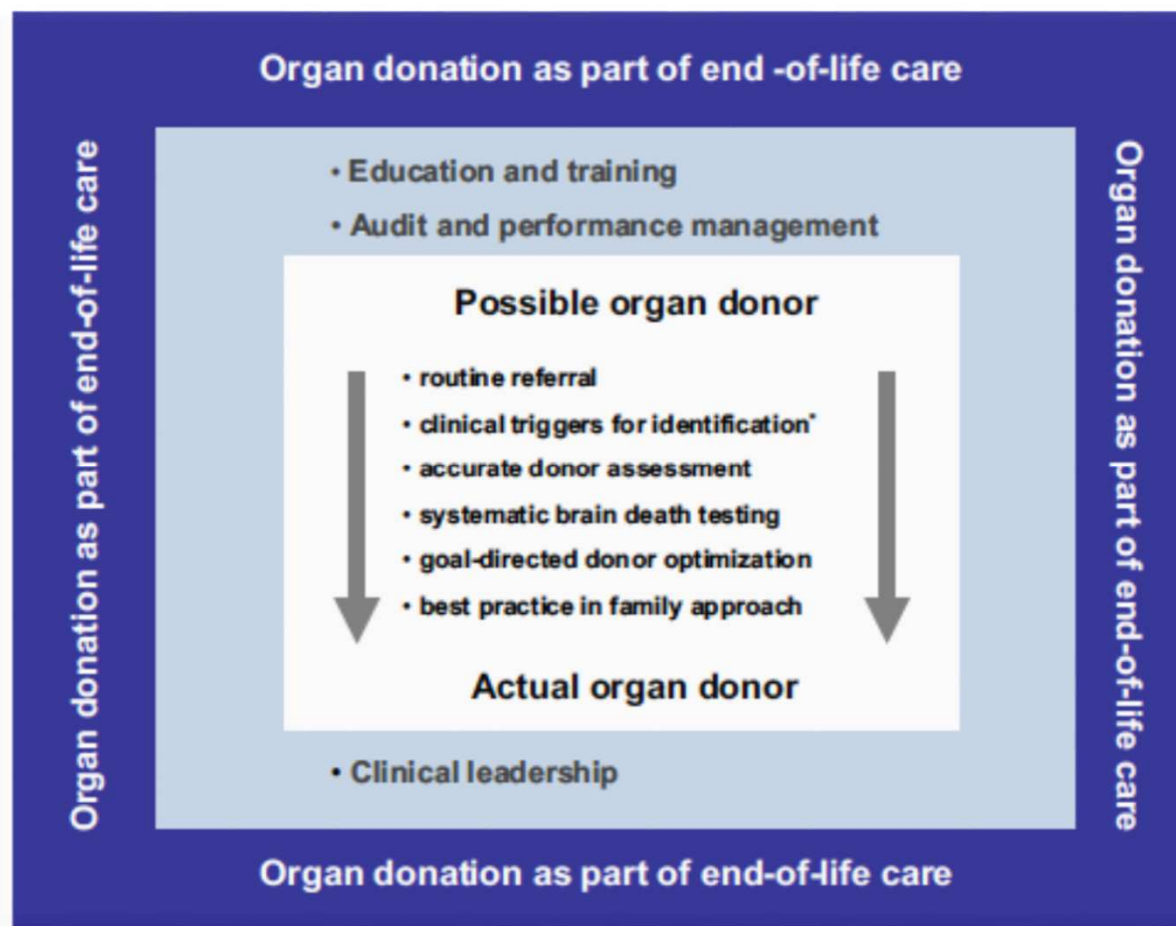 Organ donation as part of end -of-life care
Organ donation as part of end-of-life care
Organ donation as part of end-of-life care
• Education and training
• Audit and performance management
Possible organ donor
• routine referral
• clinical triggers for identification*
• accurate donor assessment
• systematic brain death testing
• goal-directed donor optimization
• best practice in family approach
Actual organ donor
• Clinical leadership
Organ donation as part of end-of-life care